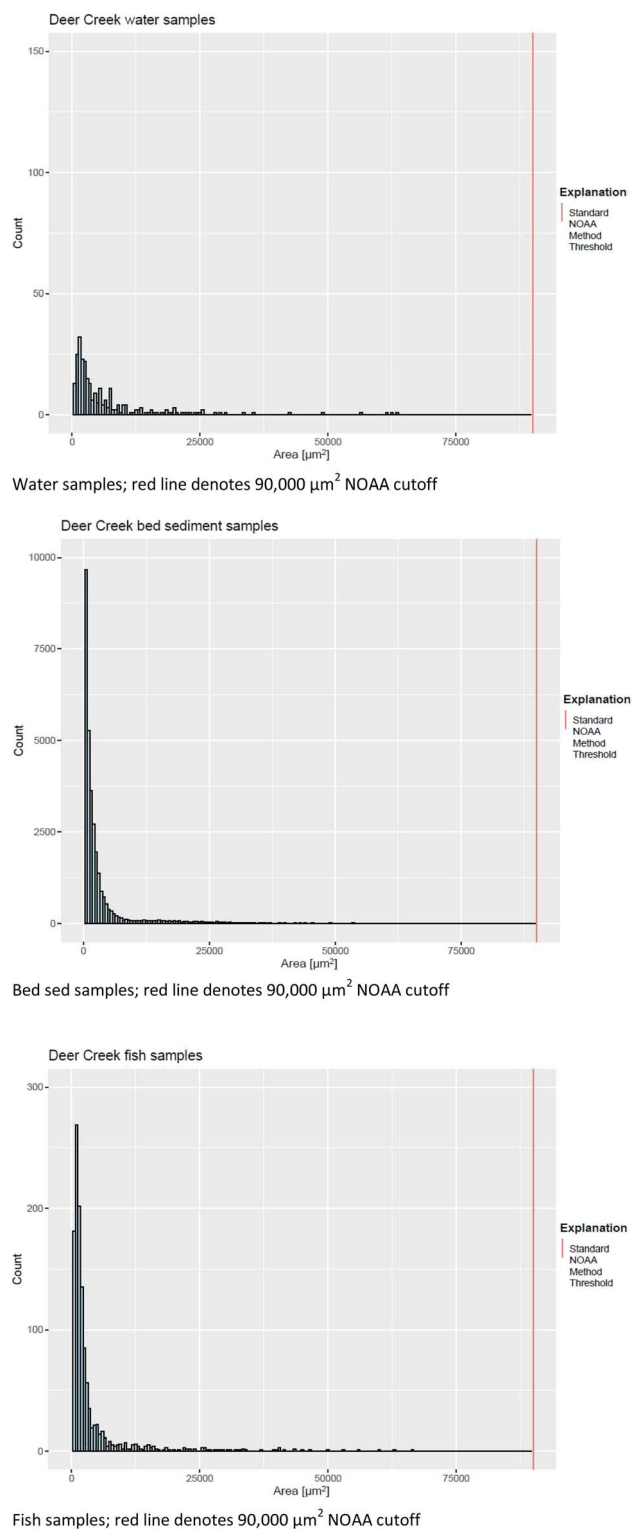 Deer Creek water samples
150
100
50
0
Count
0 25000 50000 75000
Area [µm²]
Explanation
Standard
NOAA
Method
Threshold
Water samples; red line denotes 90,000 µm² NOAA cutoff
Deer Creek bed sediment samples
10000
7500
5000
2500
0
Count
0 25000 50000 75000
Area [µm²]
Explanation
Standard
NOAA
Method
Threshold
Bed sed samples; red line denotes 90,000 µm² NOAA cutoff
Deer Creek fish samples
300
200
100
0
Count
0 25000 50000 75000
Area [µm²]
Explanation
Standard
NOAA
Method
Threshold
Fish samples; red line denotes 90,000 µm² NOAA cutoff